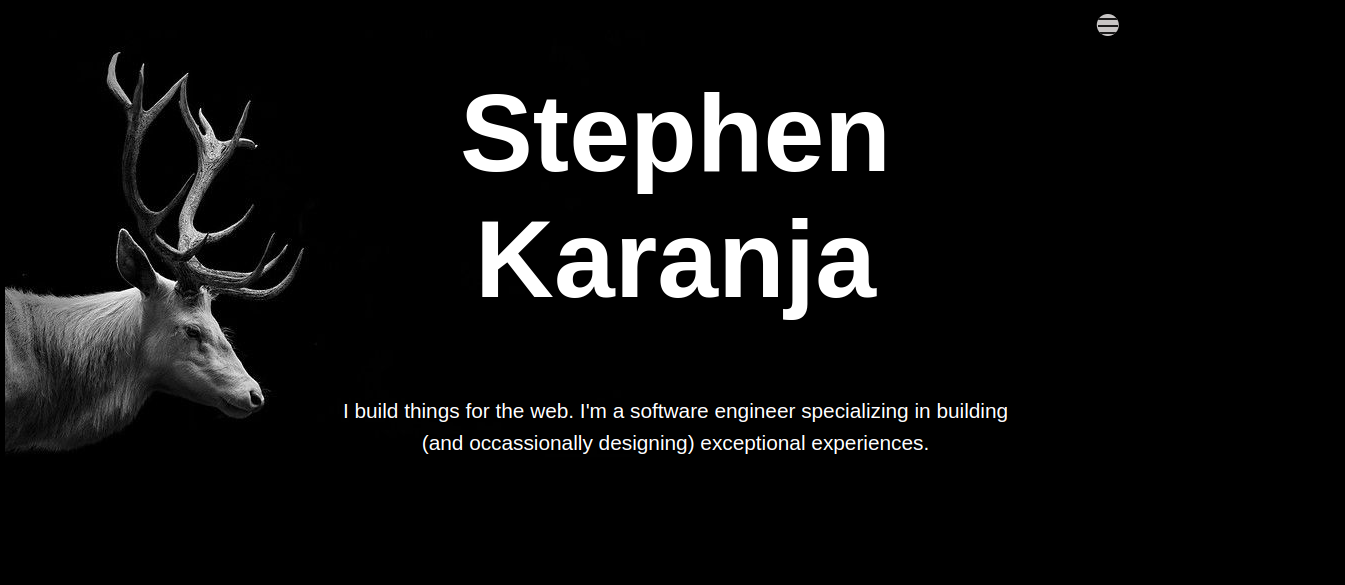 Stephen
Karanja
I build things for the web. I'm a software engineer specializing in building
(and occassionally designing) exceptional experiences.